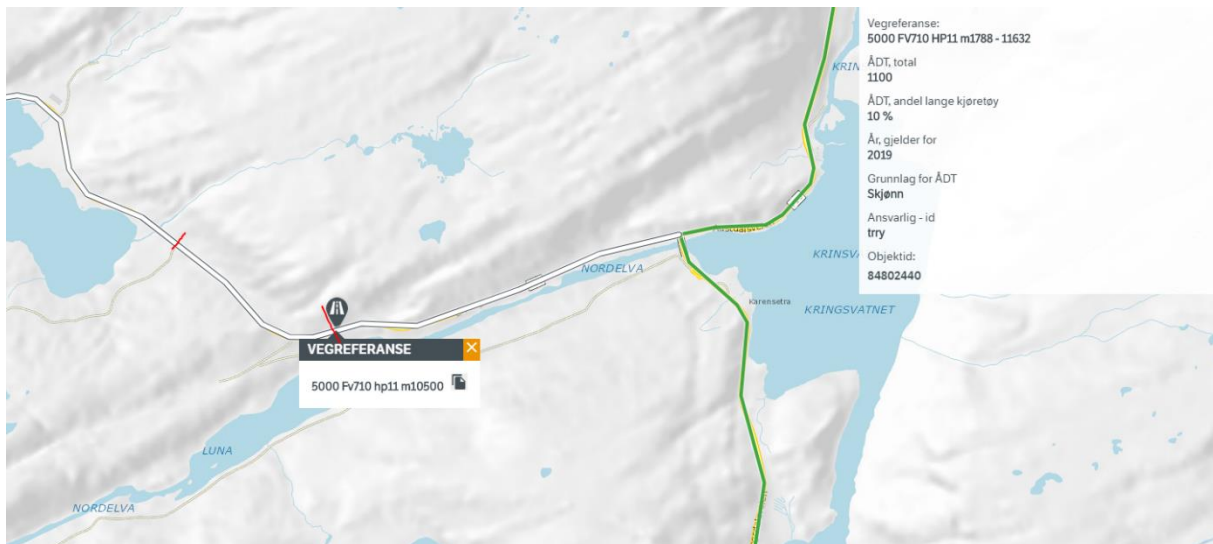 Vegreferanse:
5000 FV710 HP11 m1788 - 11632
ÅDT, total
1100
ÅDT, andel lange kjøretøy
10 %
År, gjelder for
2019
Grunnlag for ÅDT
Skjønn
Ansvarlig - id
trry
Objektid:
84802440
KRINSVA
NORDELVA
Karensetra
KRINGSVATNET
VEGREFERANSE
5000 Fv710 hp11 m10500
LUNA
NORDELVA